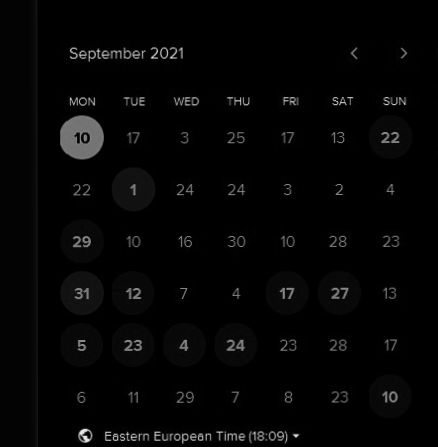 September 2021
MON TUE WED THU FRI SAT SUN
10 17 3 25 17 13 22
22 1 24 24 3 2 4
29 10 16 30 10 28 23
31 12 7 4 17 27 13
5 23 4 24 23 28 17
6 11 29 7 8 23 10
Eastern European Time (18:09)